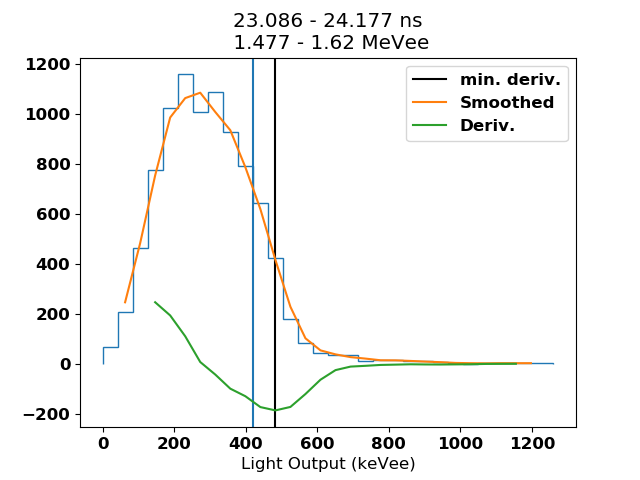 23.086 - 24.177 ns
1.477 - 1.62 MeVee
min. deriv.
Smoothed
Deriv.
1200
1000
800
600
400
200
0
−200
0 200 400 600 800 1000 1200
Light Output (keVee)